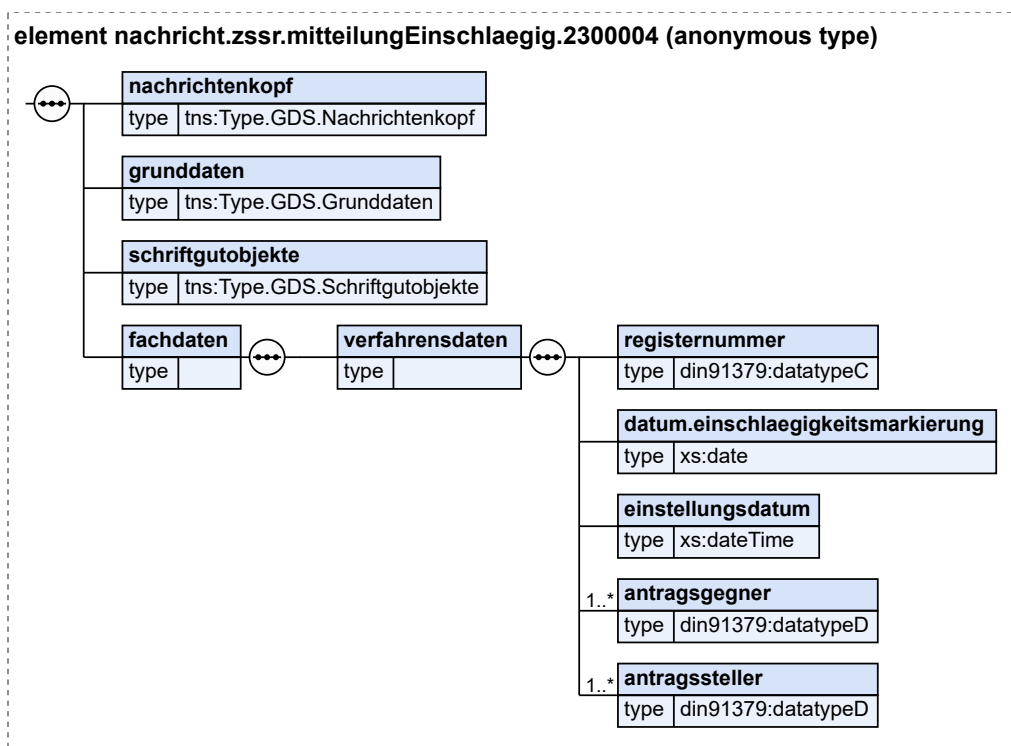 element nachricht.zssr.mitteilungEinschlaegig.2300004 (anonymous type)
nachrichtenkopf
type tns:Type.GDS.Nachrichtenkopf
grunddaten
type tns:Type.GDS.Grunddaten
schriftgutobjekte
type tns:Type.GDS.Schriftgutobjekte
fachdaten
type
verfahrensdaten
type
registernummer
type din91379:datatypeC
datum.einschlaegigkeitsmarkierung
type xs:date
einstellungsdatum
type xs:dateTime
1..* antragsgegner
type din91379:datatypeD
1..* antragssteller
type din91379:datatypeD